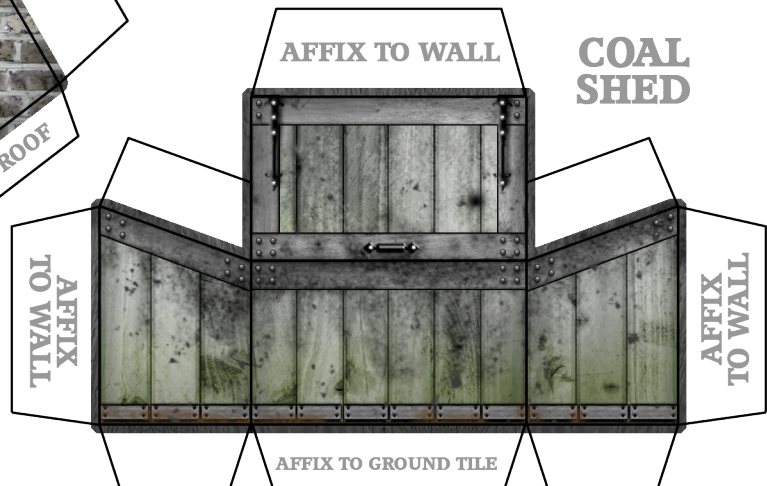 AFFIX TO WALL
COAL
SHED
ROOF
AFFIX
TO WALL
AFFIX
TO WALL
AFFIX TO GROUND TILE